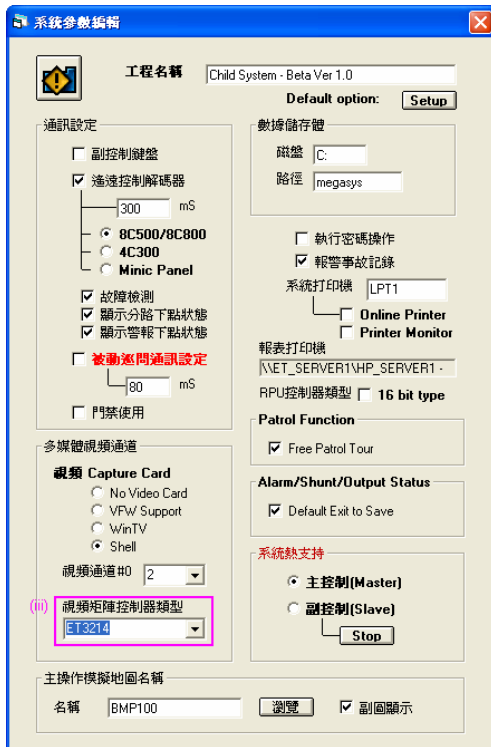 系統參數編輯
工程名稱 Child System - Beta Ver 1.0
Default option: Setup
通訊設定
副控制鍵盤
遙遠控制解碼器
300 mS
8C500/8C800
4C300
Minic Panel
故障檢測
顯示分路下點狀態
顯示警報下點狀態
被動巡問通訊設定
80 mS
門禁使用
數據儲存體
磁盤 C:
路徑 megasys
執行密碼操作
報警事故記錄
系統打印機 LPT1
Online Printer
Printer Monitor
報表打印機
\\ET_SERVER1\HP_SERVER1 -
RPU控制器類型 16 bit type
Patrol Function
Free Patrol Tour
多媒體視頻通道
視頻 Capture Card
No Video Card
VFW Support
WinTV
Shell
視頻通道#0 2
(iii) 視頻矩陣控制器類型
ET3214
Alarm/Shunt/Output Status
Default Exit to Save
系統熱支持
主控制(Master)
副控制(Slave)
Stop
主操作模擬地圖名稱
名稱 BMP100 瀏覽 副圖顯示